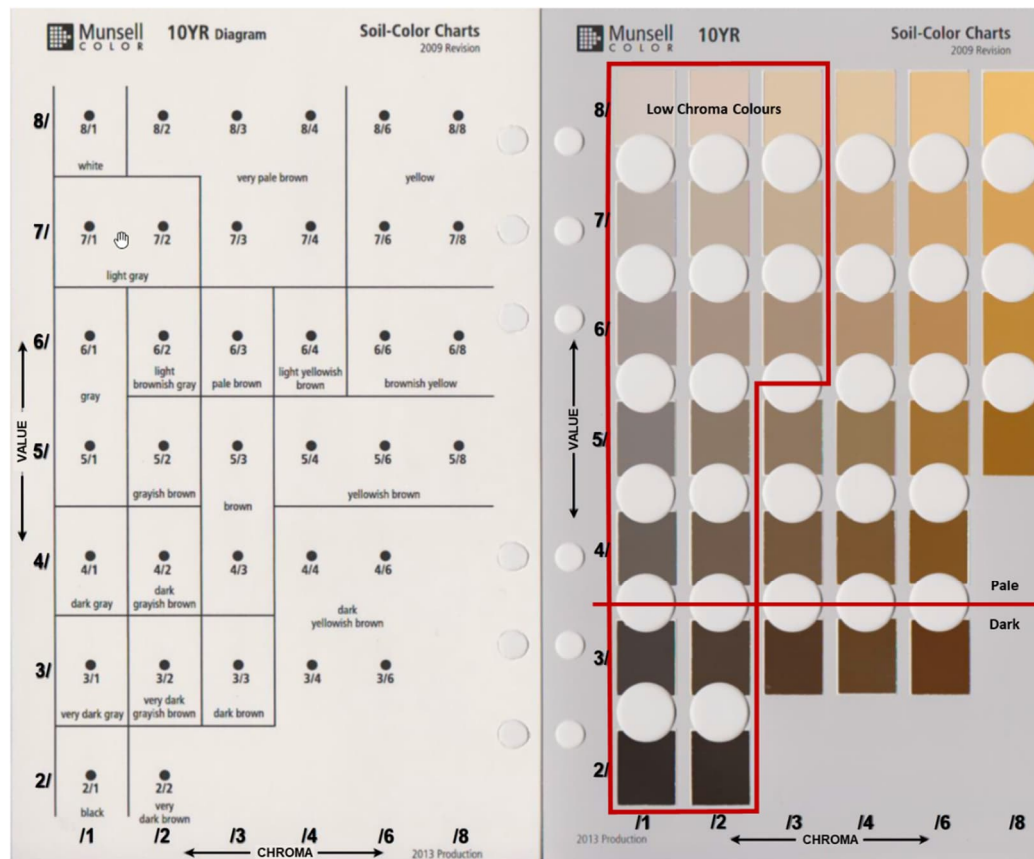 Munsell
COLOR
10YR Diagram
Soil-Color Charts
2009 Revision
8/
8/1 8/2 8/3 8/4 8/6 8/8
white
very pale brown
yellow
7/
7/1 7/2 7/3 7/4 7/6 7/8
light gray
6/
6/1 6/2 6/3 6/4 6/6 6/8
light
brownish gray
pale brown
light yellowish
brown
brownish yellow
gray
5/
5/1 5/2 5/3 5/4 5/6 5/8
grayish brown
brown
yellowish brown
4/
4/1 4/2 4/3 4/4 4/6
dark gray
dark
grayish brown
dark
yellowish brown
3/
3/1 3/2 3/3 3/4 3/6
very dark gray
very dark
grayish brown
dark brown
2/
2/1 2/2
black
very
dark brown
VALUE
/1 /2 /3 /4 /6 /8
CHROMA
2013 Production
Munsell
COLOR
10YR
Soil-Color Charts
2009 Revision
Low Chroma Colours
8/
7/
6/
5/
4/
3/
2/
VALUE
Pale
Dark
/1 /2 /3 /4 /6 /8
CHROMA
2013 Production